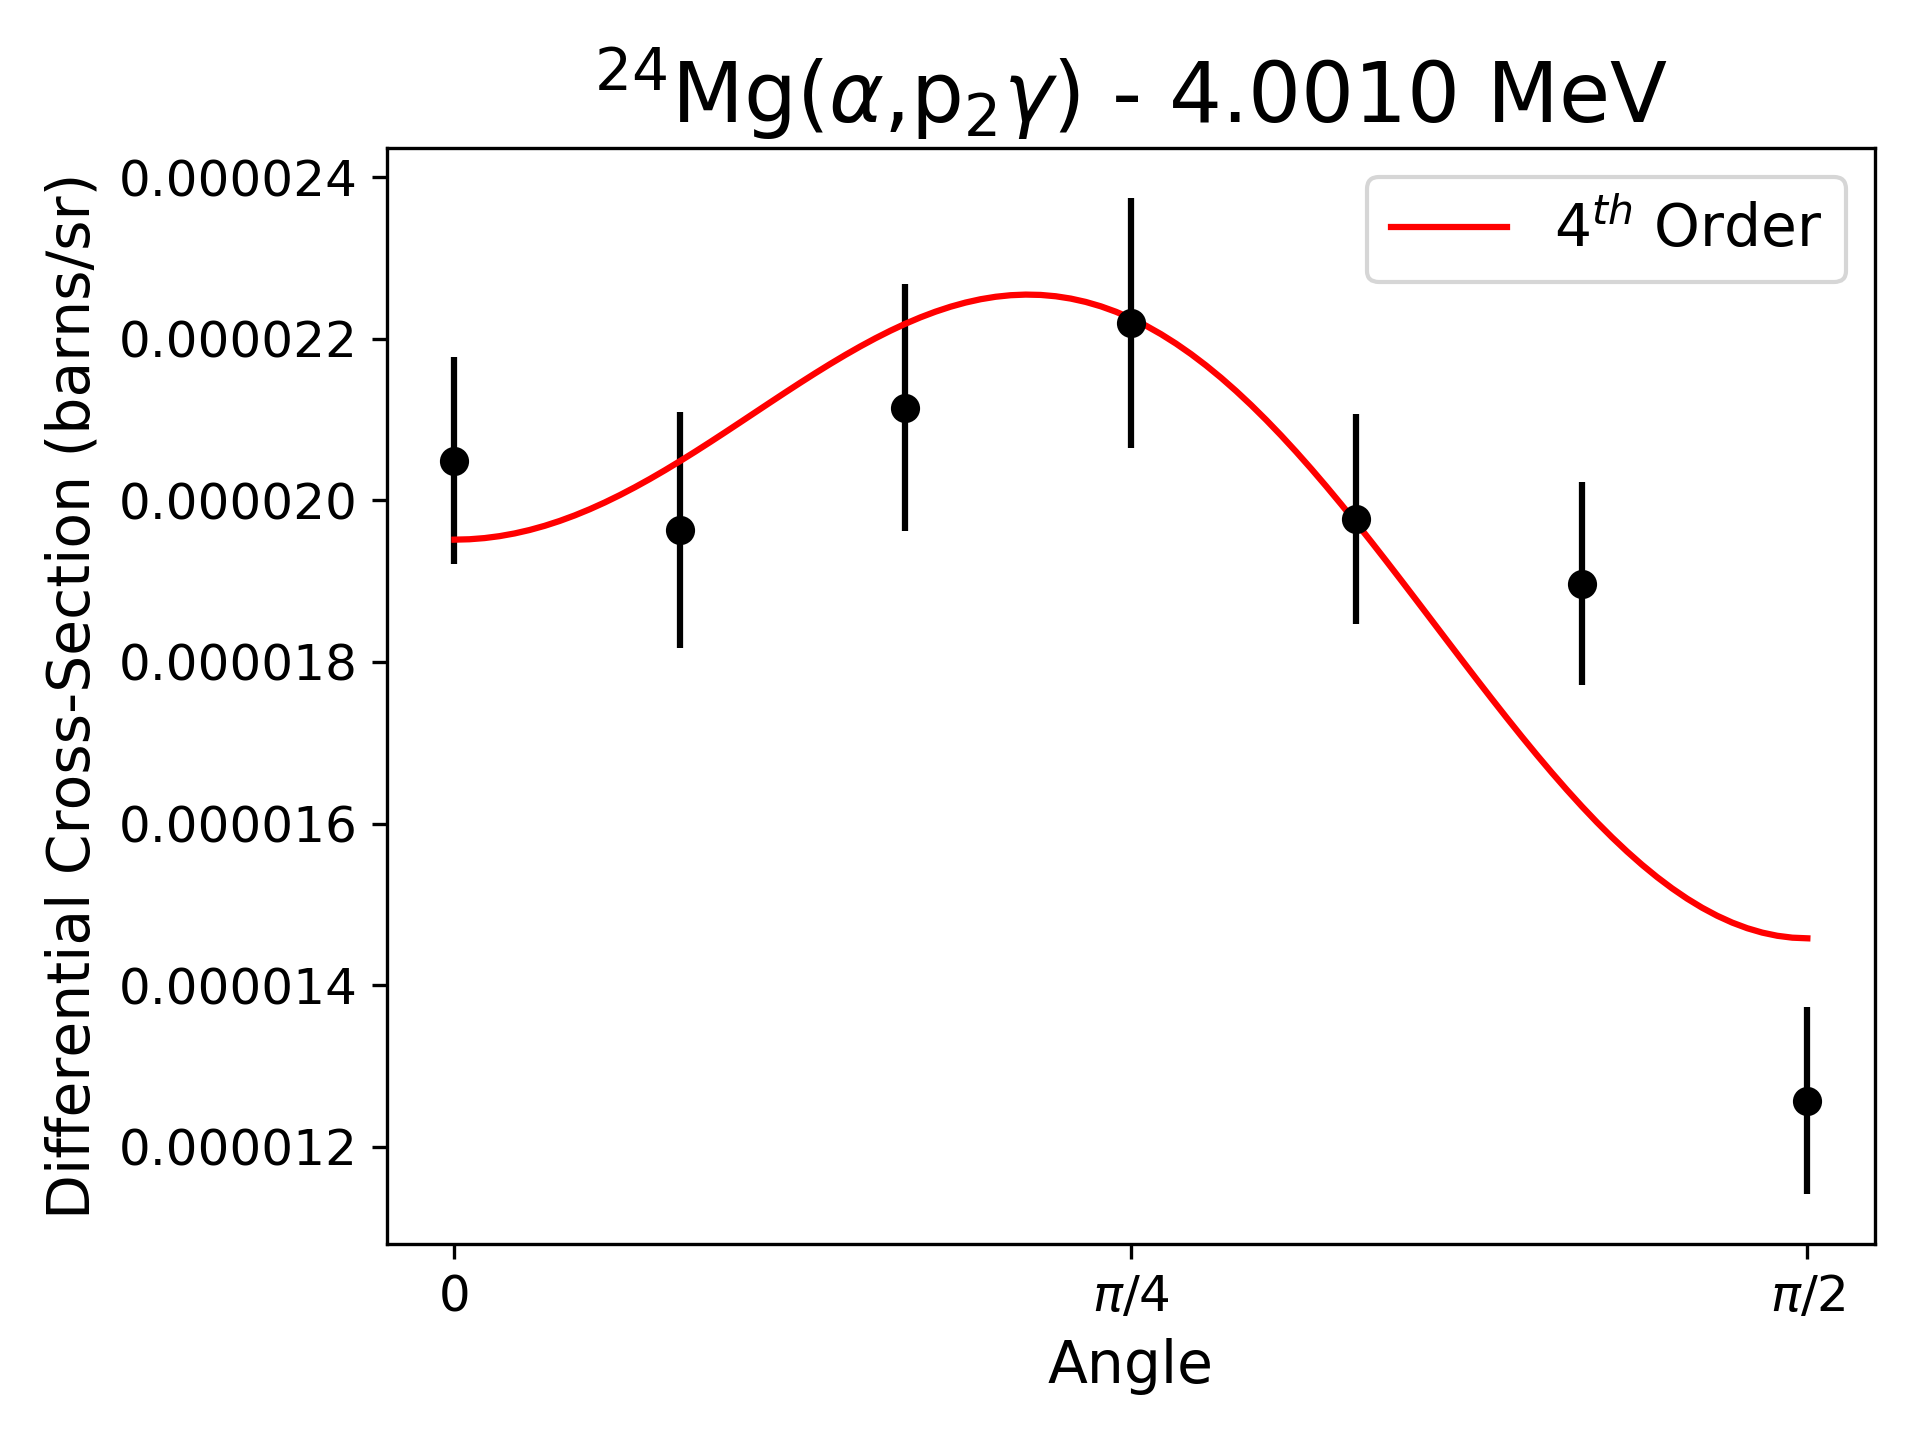 ²⁴Mg(α,p₂γ) - 4.0010 MeV
4ᵗʰ Order
Differential Cross-Section (barns/sr)
0.000024
0.000022
0.000020
0.000018
0.000016
0.000014
0.000012
0
π/4
π/2
Angle